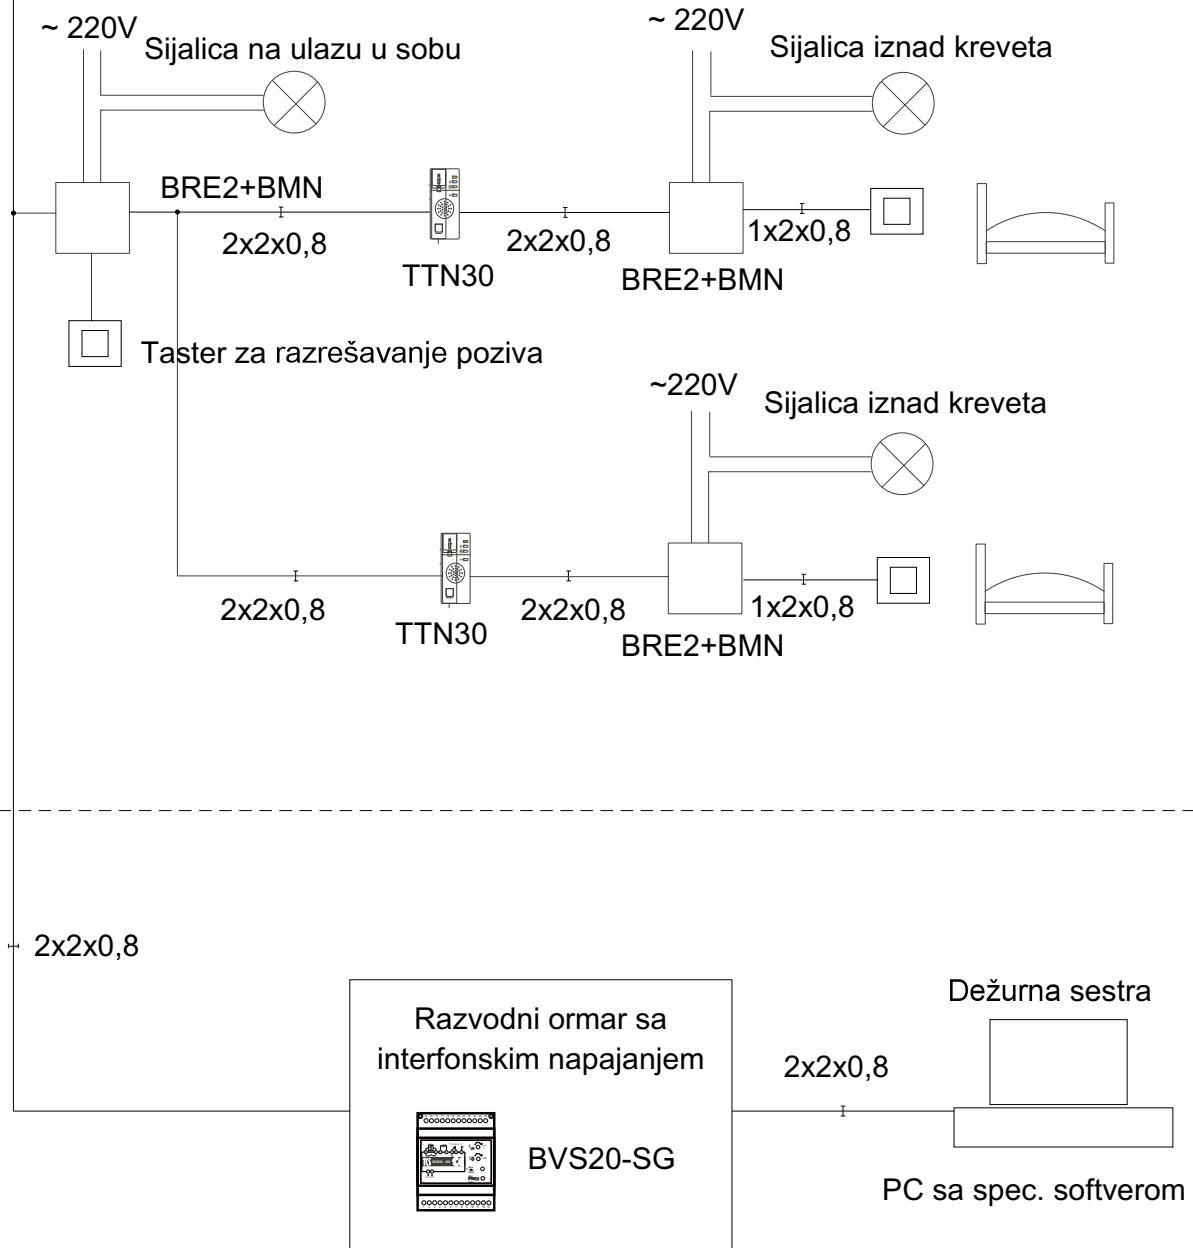 ~ 220V
Sijalica na ulazu u sobu
~ 220V
Sijalica iznad kreveta
BRE2+BMN
2x2x0,8
TTN30
2x2x0,8
BRE2+BMN
1x2x0,8
Taster za razrešavanje poziva
~220V
Sijalica iznad kreveta
2x2x0,8
TTN30
2x2x0,8
BRE2+BMN
1x2x0,8
2x2x0,8
Razvodni ormar sa
interfonskim napajanjem
BVS20-SG
2x2x0,8
Dežurna sestra
PC sa spec. softverom